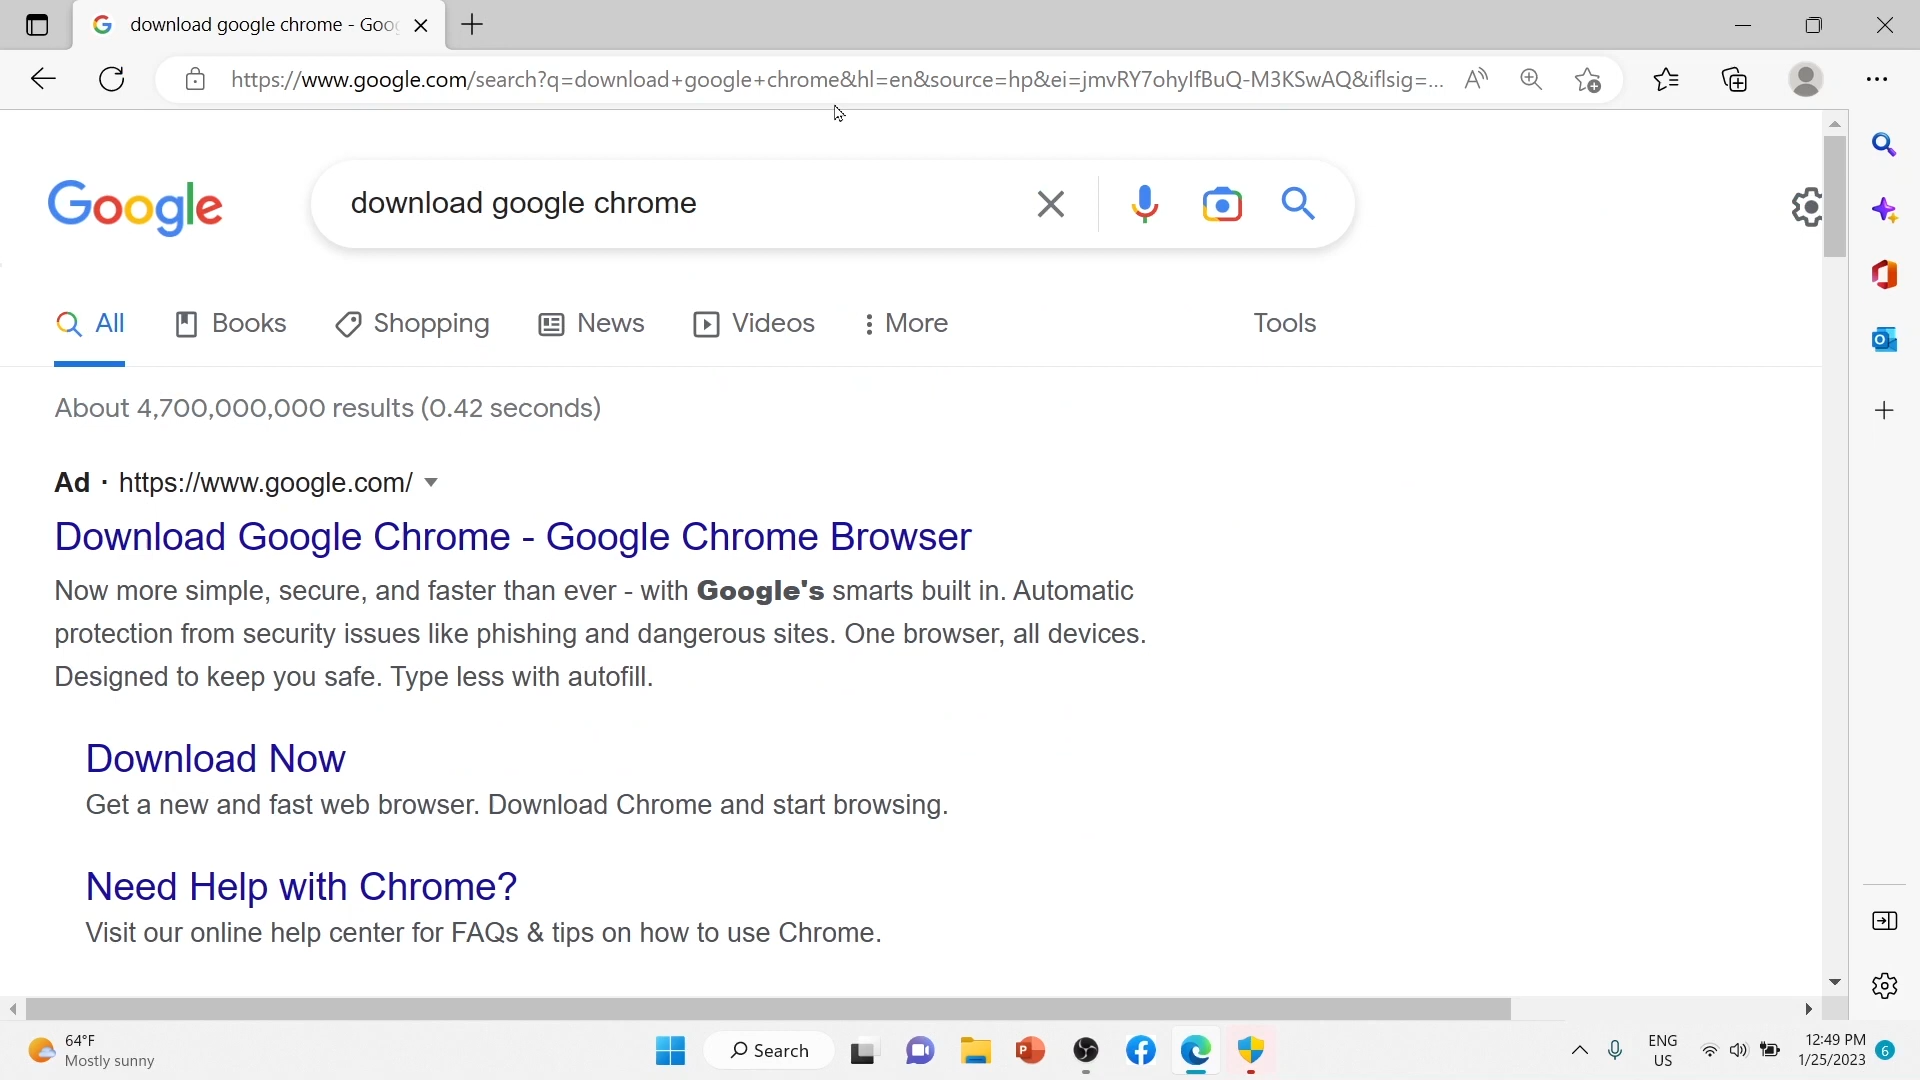 download google chrome - Goo
https://www.google.com/search?q=download+google+chrome&hl=en&source=hp&ei=jmvRY7ohyIfBuQ-M3KSwAQ&iflsig=...
Google
download google chrome
All Books Shopping News Videos More Tools
About 4,700,000,000 results (0.42 seconds)
Ad · https://www.google.com/
Download Google Chrome - Google Chrome Browser
Now more simple, secure, and faster than ever - with Google's smarts built in. Automatic
protection from security issues like phishing and dangerous sites. One browser, all devices.
Designed to keep you safe. Type less with autofill.
Download Now
Get a new and fast web browser. Download Chrome and start browsing.
Need Help with Chrome?
Visit our online help center for FAQs & tips on how to use Chrome.
64°F
Mostly sunny
Search
ENG
US
12:49 PM
1/25/2023
6